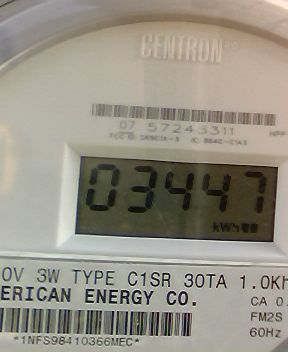 CENTRON®
07 57243311
03447
kWh
0V 3W TYPE C1SR 30TA 1.0Kh
ERICAN ENERGY CO.
CA 0.
FM2S
60Hz
*1NFS98410366MEC*